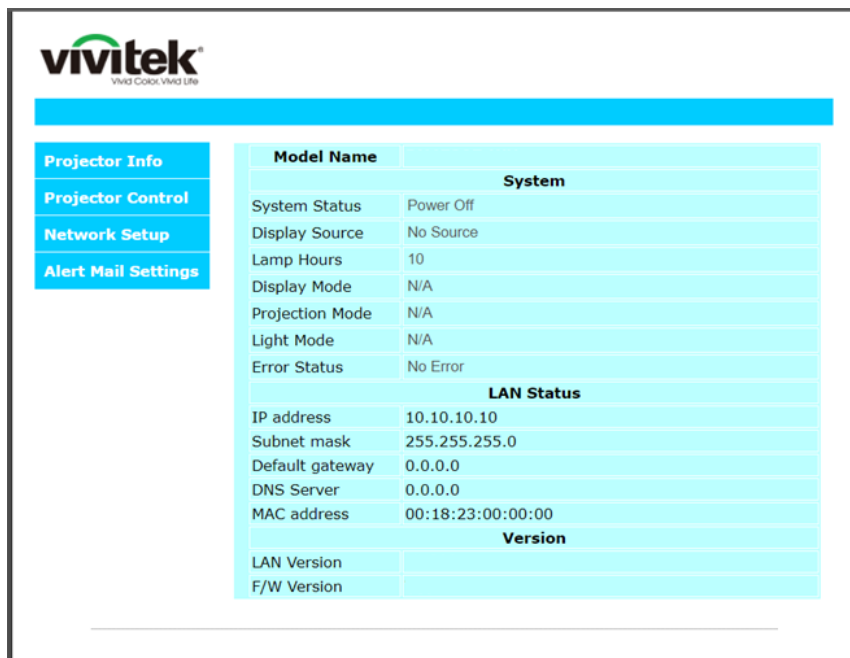 vivitek®
Vivid Color, Vivid Life
Projector Info
Projector Control
Network Setup
Alert Mail Settings
Model Name
System
System Status Power Off
Display Source No Source
Lamp Hours 10
Display Mode N/A
Projection Mode N/A
Light Mode N/A
Error Status No Error
LAN Status
IP address 10.10.10.10
Subnet mask 255.255.255.0
Default gateway 0.0.0.0
DNS Server 0.0.0.0
MAC address 00:18:23:00:00:00
Version
LAN Version
F/W Version